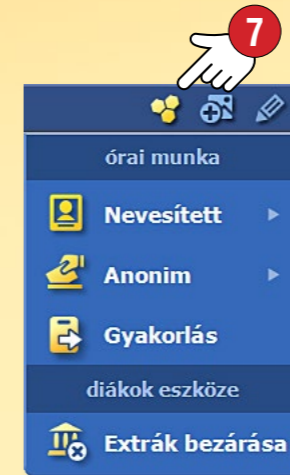 7
órai munka
Nevesített
Anonim
Gyakorlás
diákok eszköze
Extrák bezárása